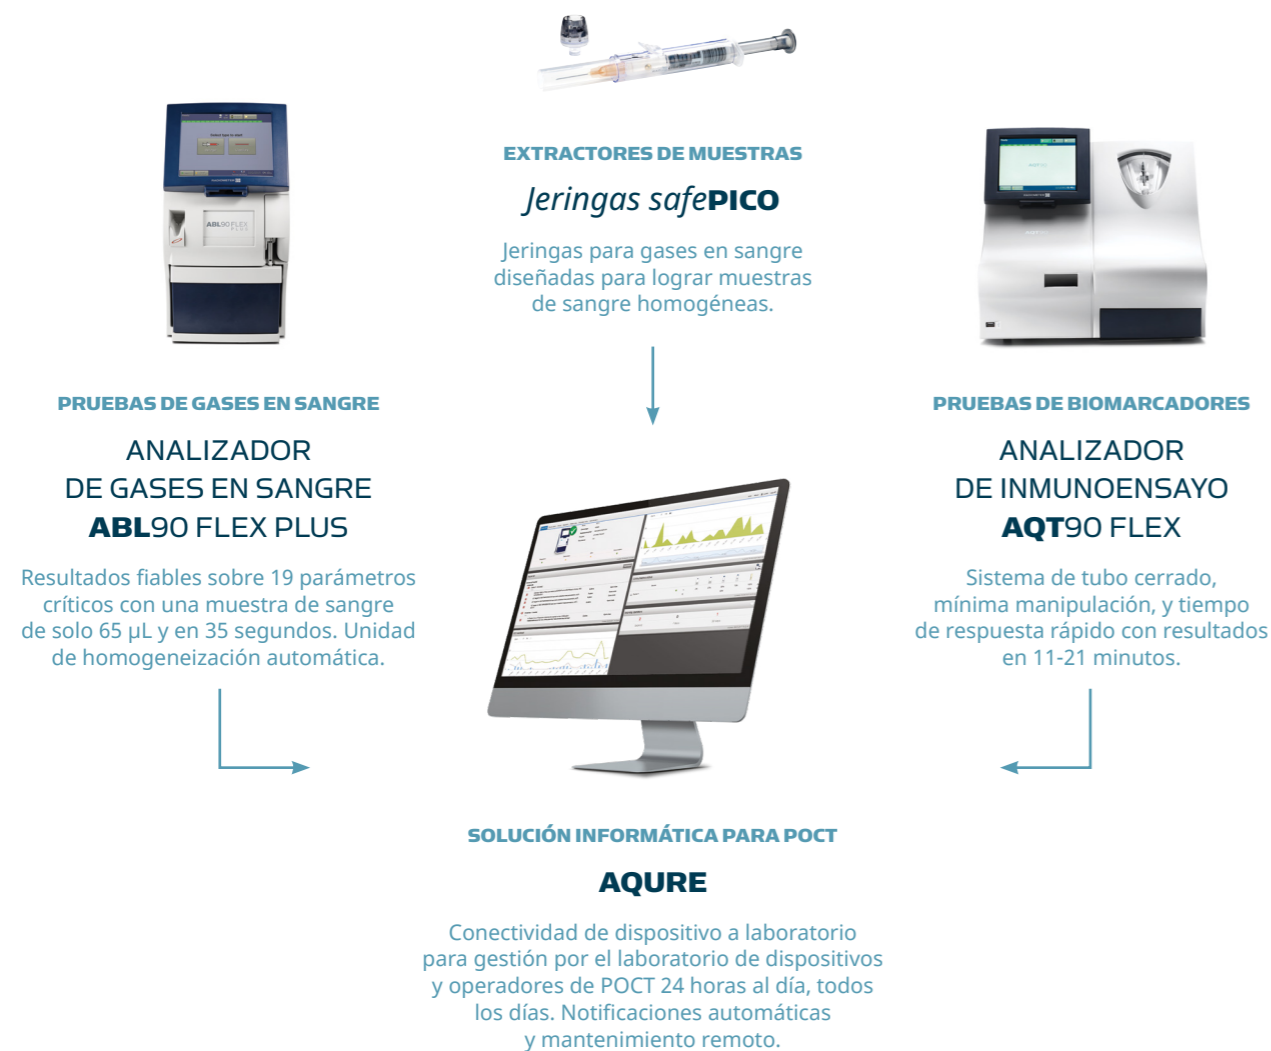 EXTRACTORES DE MUESTRAS
Jeringas safePICO
Jeringas para gases en sangre
diseñadas para lograr muestras
de sangre homogéneas.
ABL90 FLEX
PLUS
PRUEBAS DE GASES EN SANGRE
ANALIZADOR
DE GASES EN SANGRE
ABL90 FLEX PLUS
Resultados fiables sobre 19 parámetros
críticos con una muestra de sangre
de solo 65 µL y en 35 segundos. Unidad
de homogeneización automática.
PRUEBAS DE BIOMARCADORES
ANALIZADOR
DE INMUNOENSAYO
AQT90 FLEX
Sistema de tubo cerrado,
mínima manipulación, y tiempo
de respuesta rápido con resultados
en 11-21 minutos.
SOLUCIÓN INFORMÁTICA PARA POCT
AQURE
Conectividad de dispositivo a laboratorio
para gestión por el laboratorio de dispositivos
y operadores de POCT 24 horas al día, todos
los días. Notificaciones automáticas
y mantenimiento remoto.